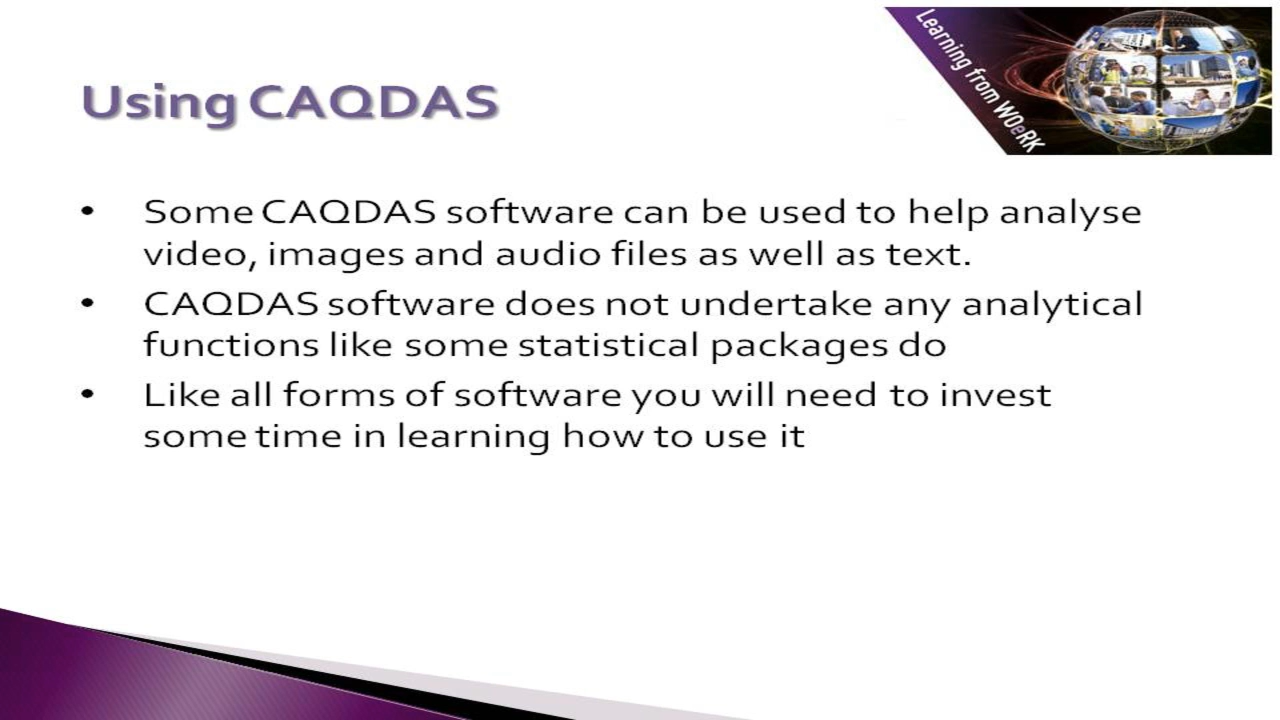 Learning from WOeRK
Using CAQDAS
• Some CAQDAS software can be used to help analyse
video, images and audio files as well as text.
• CAQDAS software does not undertake any analytical
functions like some statistical packages do
• Like all forms of software you will need to invest
some time in learning how to use it